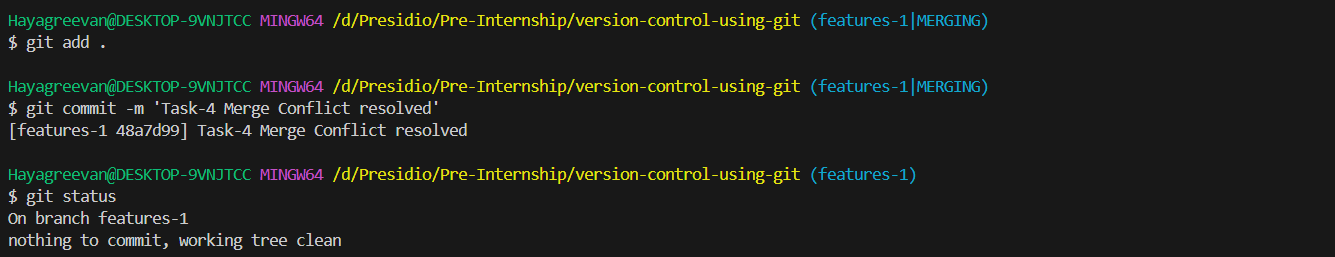 Hayagreevan@DESKTOP-9VNJTCC MINGW64 /d/Presidio/Pre-Internship/version-control-using-git (features-1|MERGING)
$ git add .
Hayagreevan@DESKTOP-9VNJTCC MINGW64 /d/Presidio/Pre-Internship/version-control-using-git (features-1|MERGING)
$ git commit -m 'Task-4 Merge Conflict resolved'
[features-1 48a7d99] Task-4 Merge Conflict resolved
Hayagreevan@DESKTOP-9VNJTCC MINGW64 /d/Presidio/Pre-Internship/version-control-using-git (features-1)
$ git status
On branch features-1
nothing to commit, working tree clean